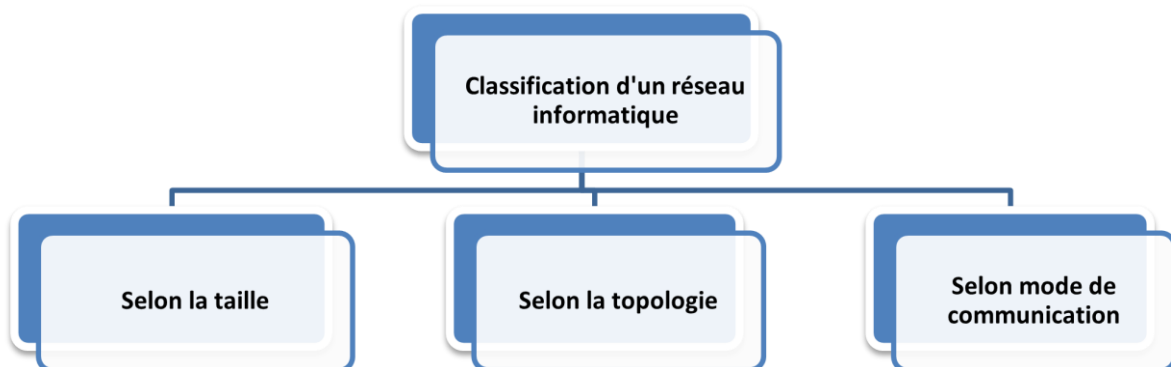 Classification d'un réseau
informatique
Selon la taille
Selon la topologie
Selon mode de
communication